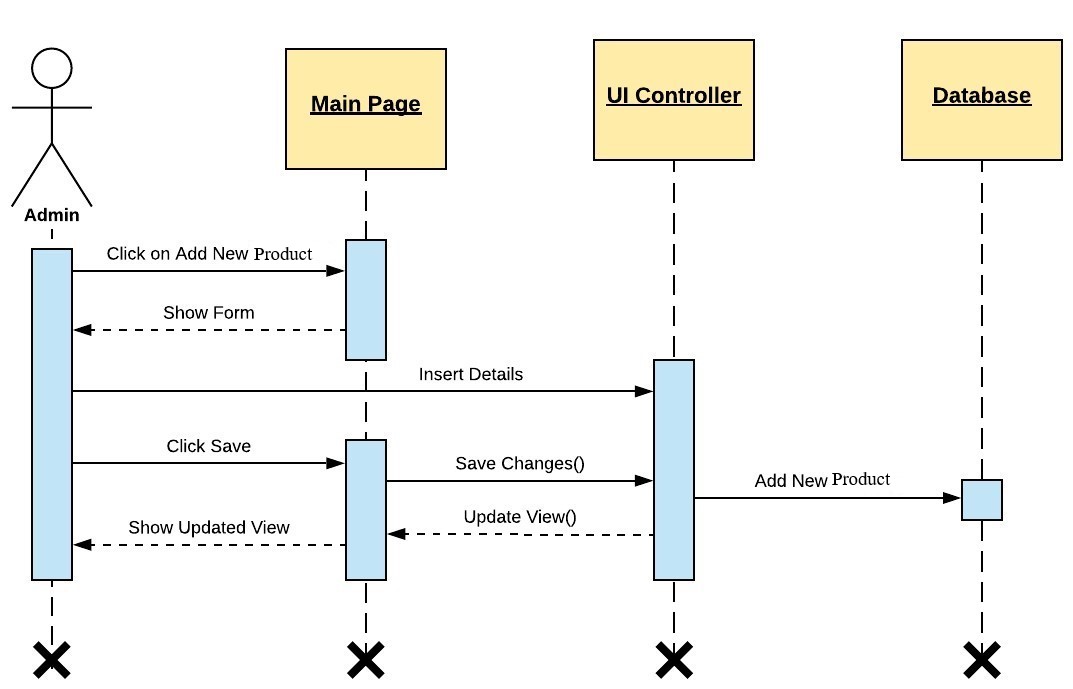 Main Page
UI Controller
Database
Admin
Click on Add New Product
Show Form
Insert Details
Click Save
Save Changes()
Add New Product
Update View()
Show Updated View